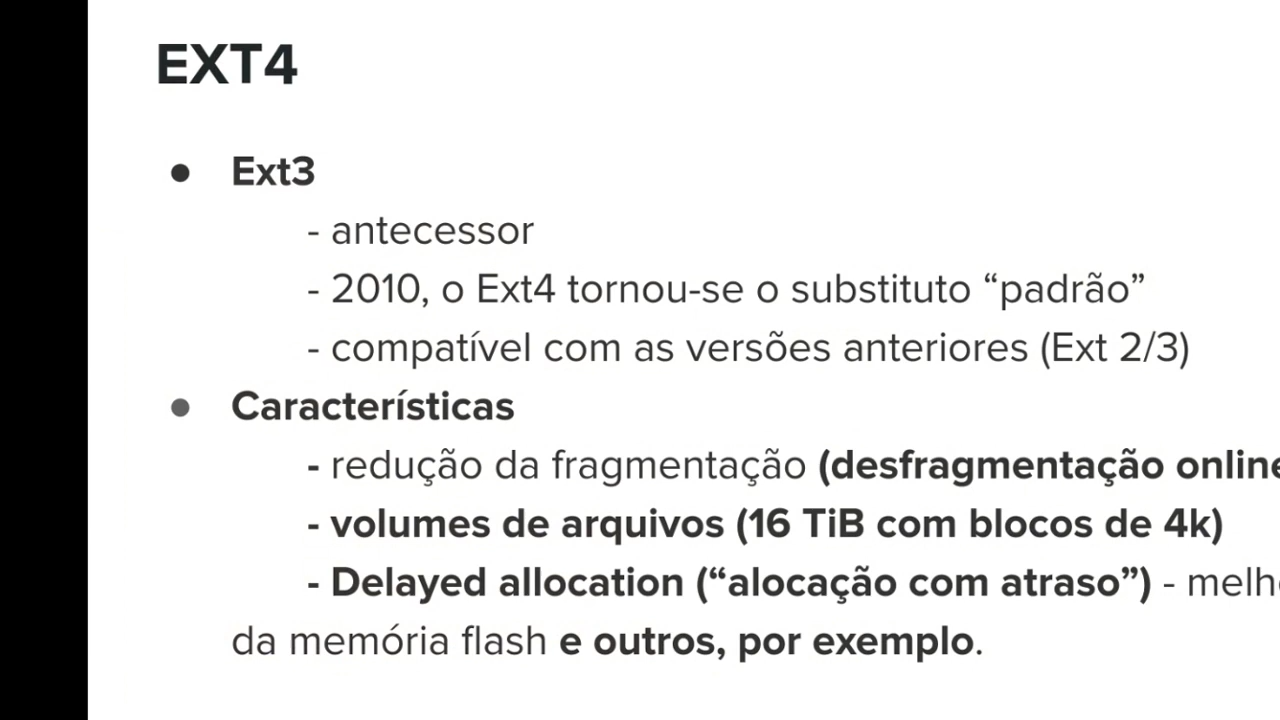 EXT4
● Ext3
- antecessor
- 2010, o Ext4 tornou-se o substituto “padrão”
- compatível com as versões anteriores (Ext 2/3)
● Características
- redução da fragmentação (desfragmentação online
- volumes de arquivos (16 TiB com blocos de 4k)
- Delayed allocation (“alocação com atraso”) -
da memória flash e outros, por exemplo.